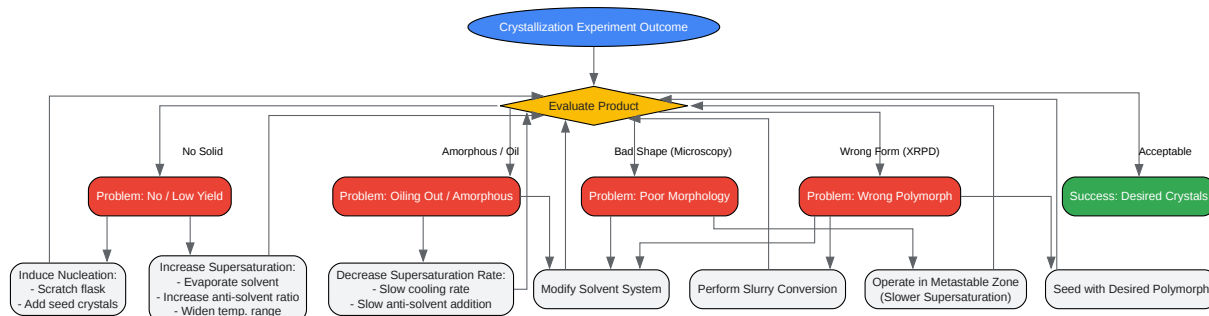 Crystallization Experiment Outcome
Evaluate Product
No Solid
Amorphous / Oil
Bad Shape (Microscopy)
Wrong Form (XRPD)
Acceptable
Problem: No / Low Yield
Problem: Oiling Out / Amorphous
Problem: Poor Morphology
Problem: Wrong Polymorph
Success: Desired Crystals
Induce Nucleation:
- Scratch flask
- Add seed crystals
Increase Supersaturation:
- Evaporate solvent
- Increase anti-solvent ratio
- Widen temp. range
Decrease Supersaturation Rate:
- Slow cooling rate
- Slow anti-solvent addition
Modify Solvent System
Perform Slurry Conversion
Operate in Metastable Zone
(Slower Supersaturation)
Seed with Desired Polymorph